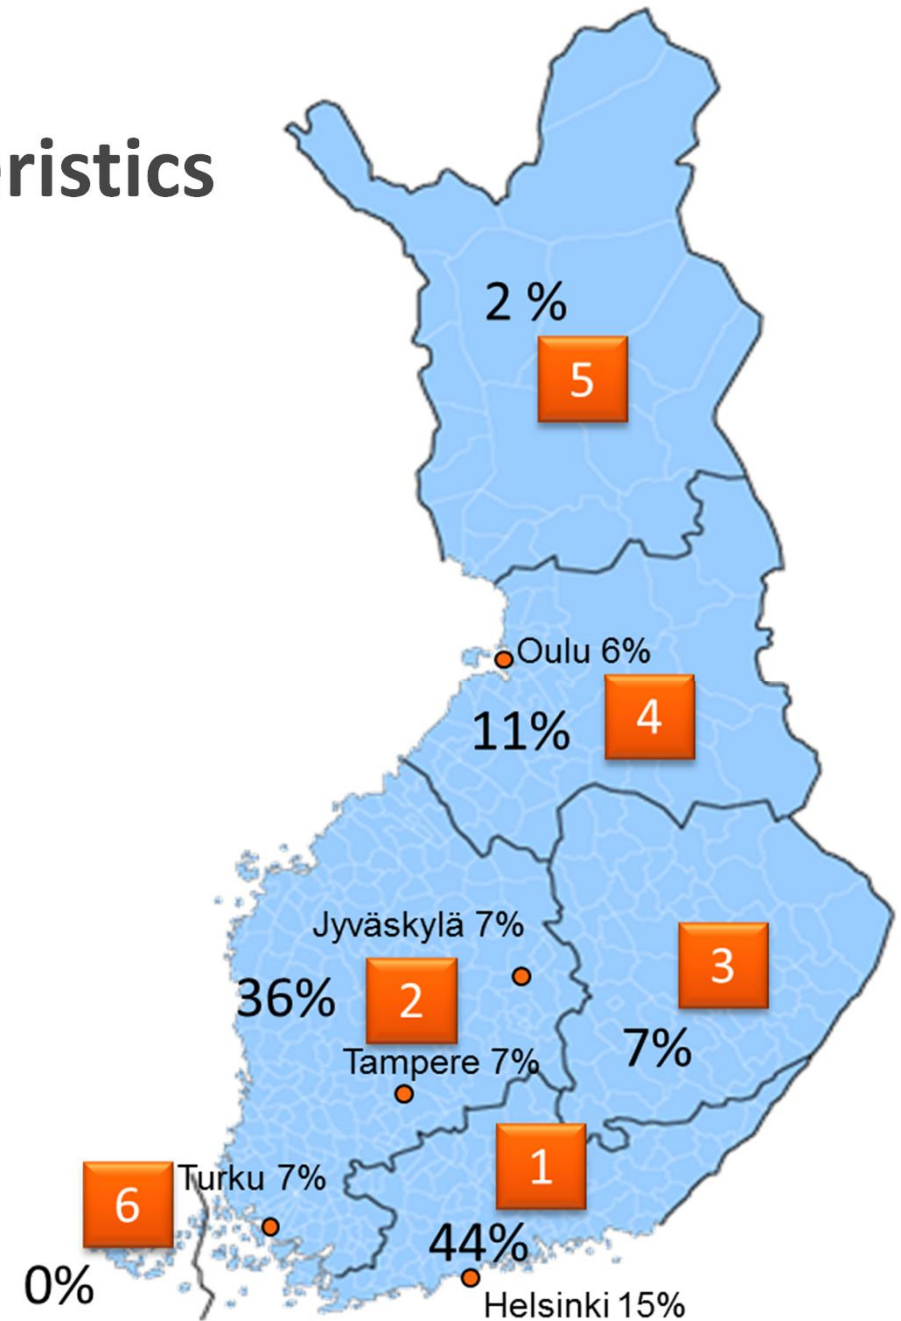 eristics
2 %
5
Oulu 6%
4
11%
Jyväskylä 7%
3
2
36%
7%
Tampere 7%
1
Turku 7%
6
44%
0%
Helsinki 15%